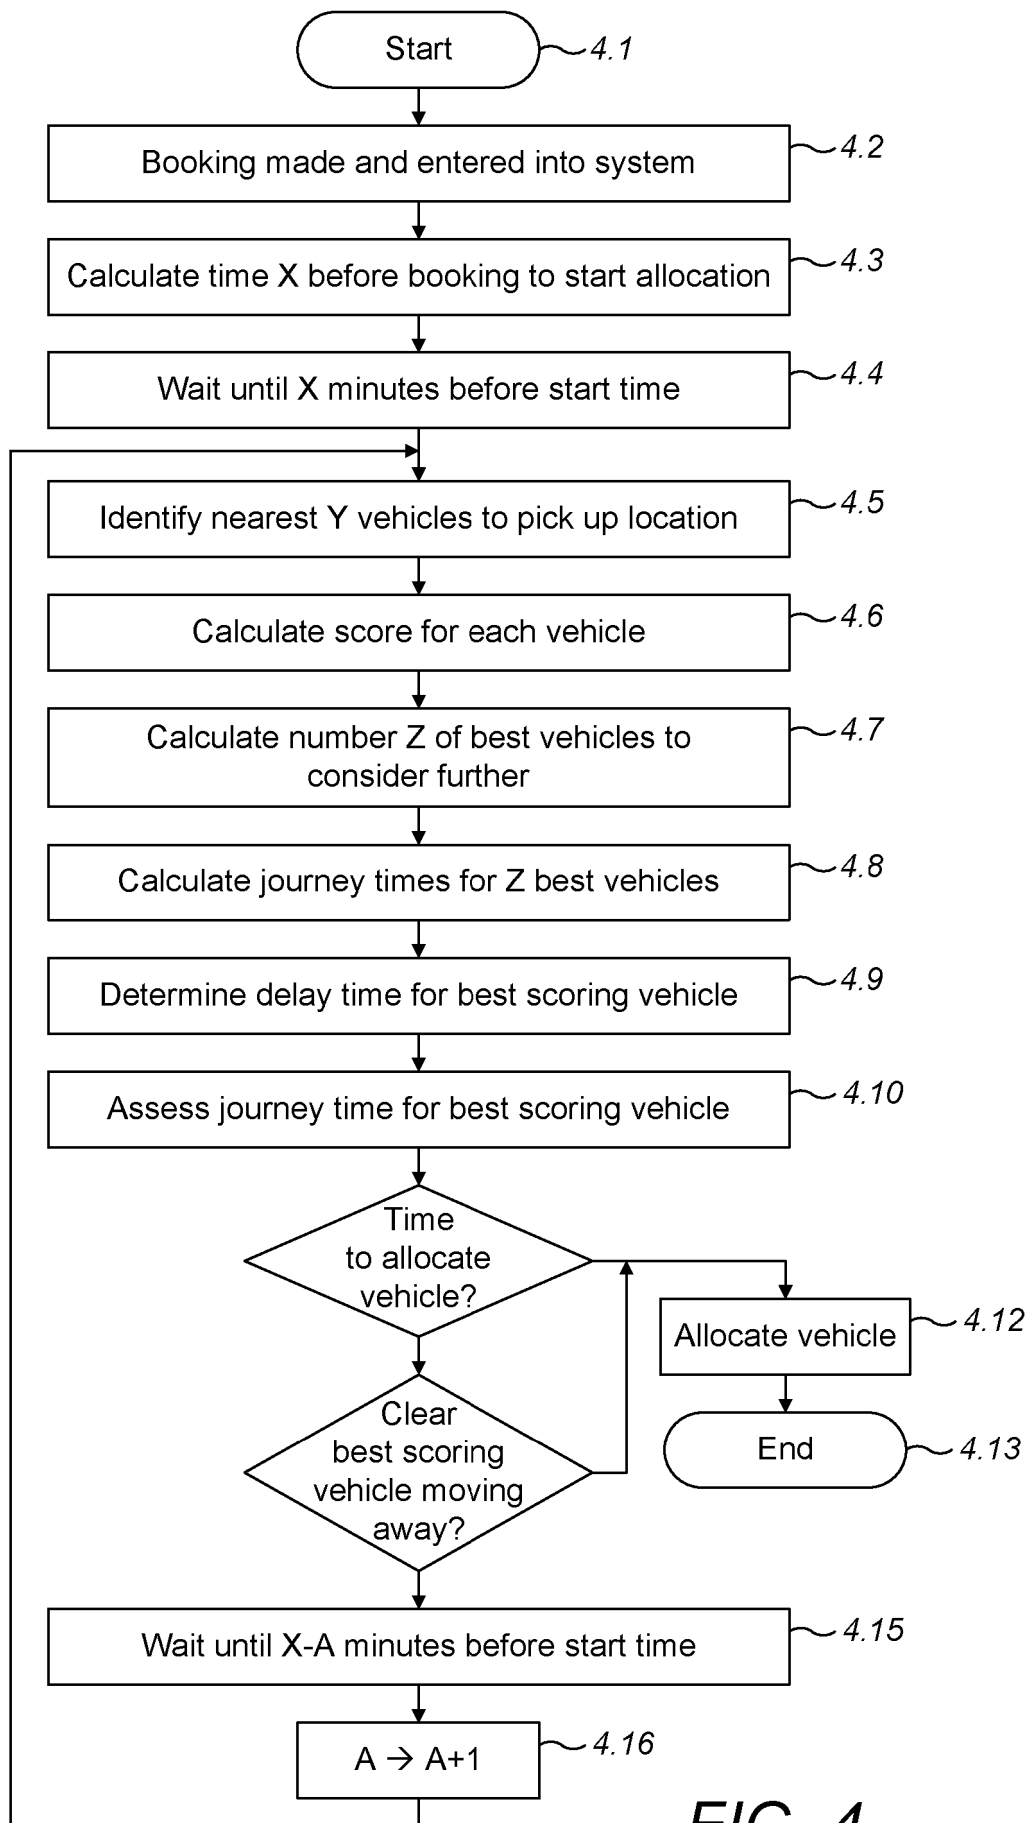 Start
4.1
Booking made and entered into system
4.2
Calculate time X before booking to start allocation
4.3
Wait until X minutes before start time
4.4
Identify nearest Y vehicles to pick up location
4.5
Calculate score for each vehicle
4.6
Calculate number Z of best vehicles to
consider further
4.7
Calculate journey times for Z best vehicles
4.8
Determine delay time for best scoring vehicle
4.9
Assess journey time for best scoring vehicle
4.10
Time
to allocate
vehicle?
Allocate vehicle
4.12
Clear
best scoring
vehicle moving
away?
End
4.13
Wait until X-A minutes before start time
4.15
A → A+1
4.16
FIG. 4